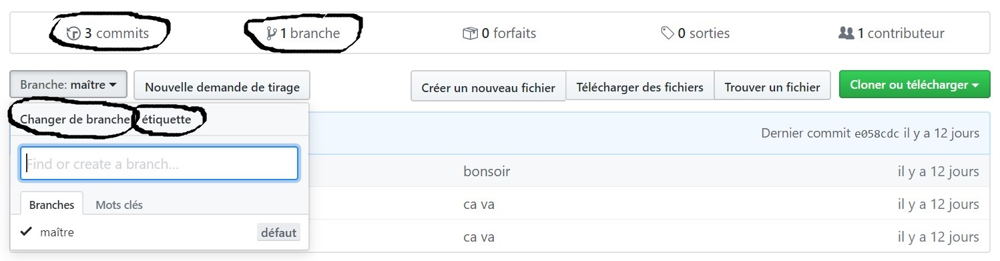 3 commits 1 branche 0 forfaits 0 sorties 1 contributeur
Branche: maître Nouvelle demande de tirage Créer un nouveau fichier Télécharger des fichiers Trouver un fichier Cloner ou télécharger
Changer de branche étiquette
Dernier commit e058cdc il y a 12 jours
Find or create a branch...
bonsoir il y a 12 jours
Branches Mots clés
ca va il y a 12 jours
maître défaut
ca va il y a 12 jours